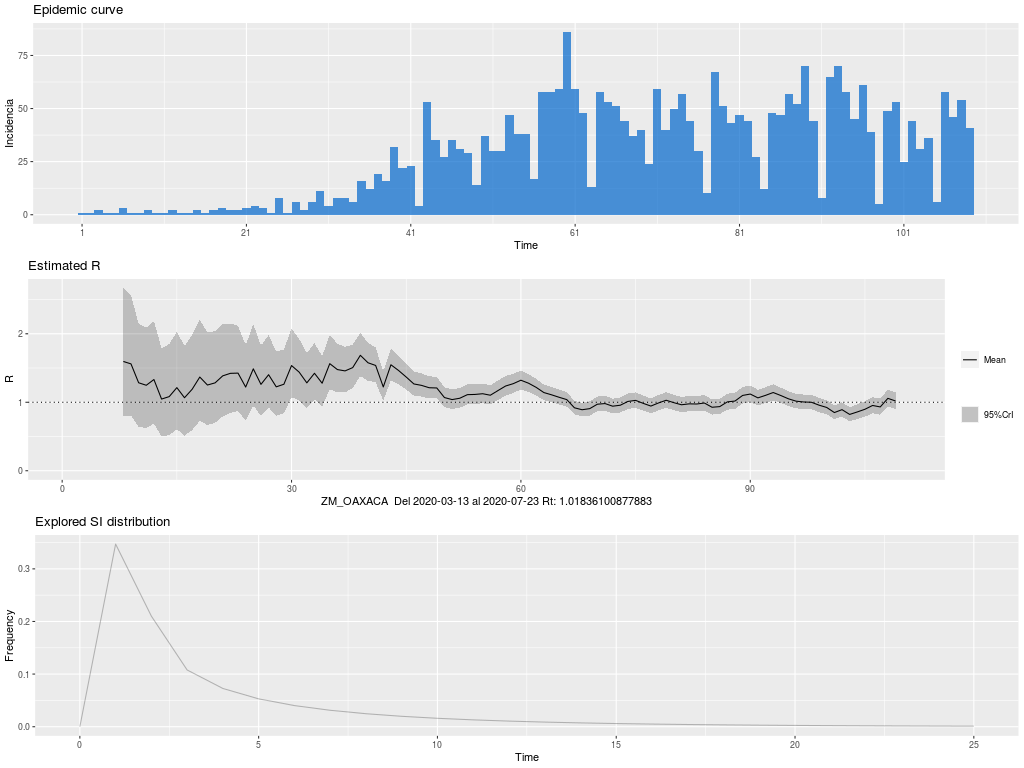 Epidemic curve
75
50
25
0
Incidencia
1 21 41 61 81 101
Time
Estimated R
2
1
0
R
0 30 60 90
ZM_OAXACA Del 2020-03-13 al 2020-07-23 Rt: 1.01836100877883
Mean
95%CrI
Explored SI distribution
0.3
0.2
0.1
0.0
Frequency
0 5 10 15 20 25
Time